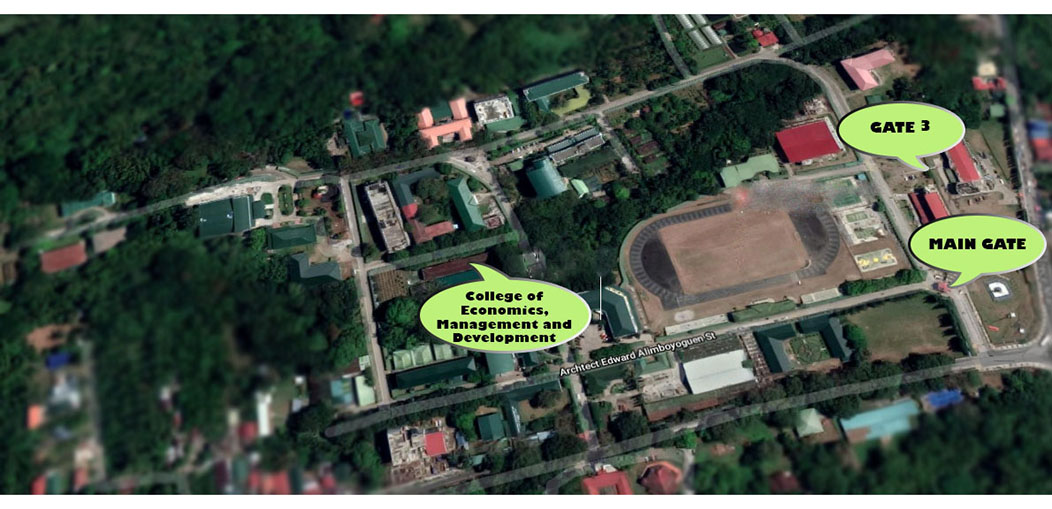 GATE 3
MAIN GATE
College of
Economics,
Management and
Development
Archtect Edward Alimboyoguen St